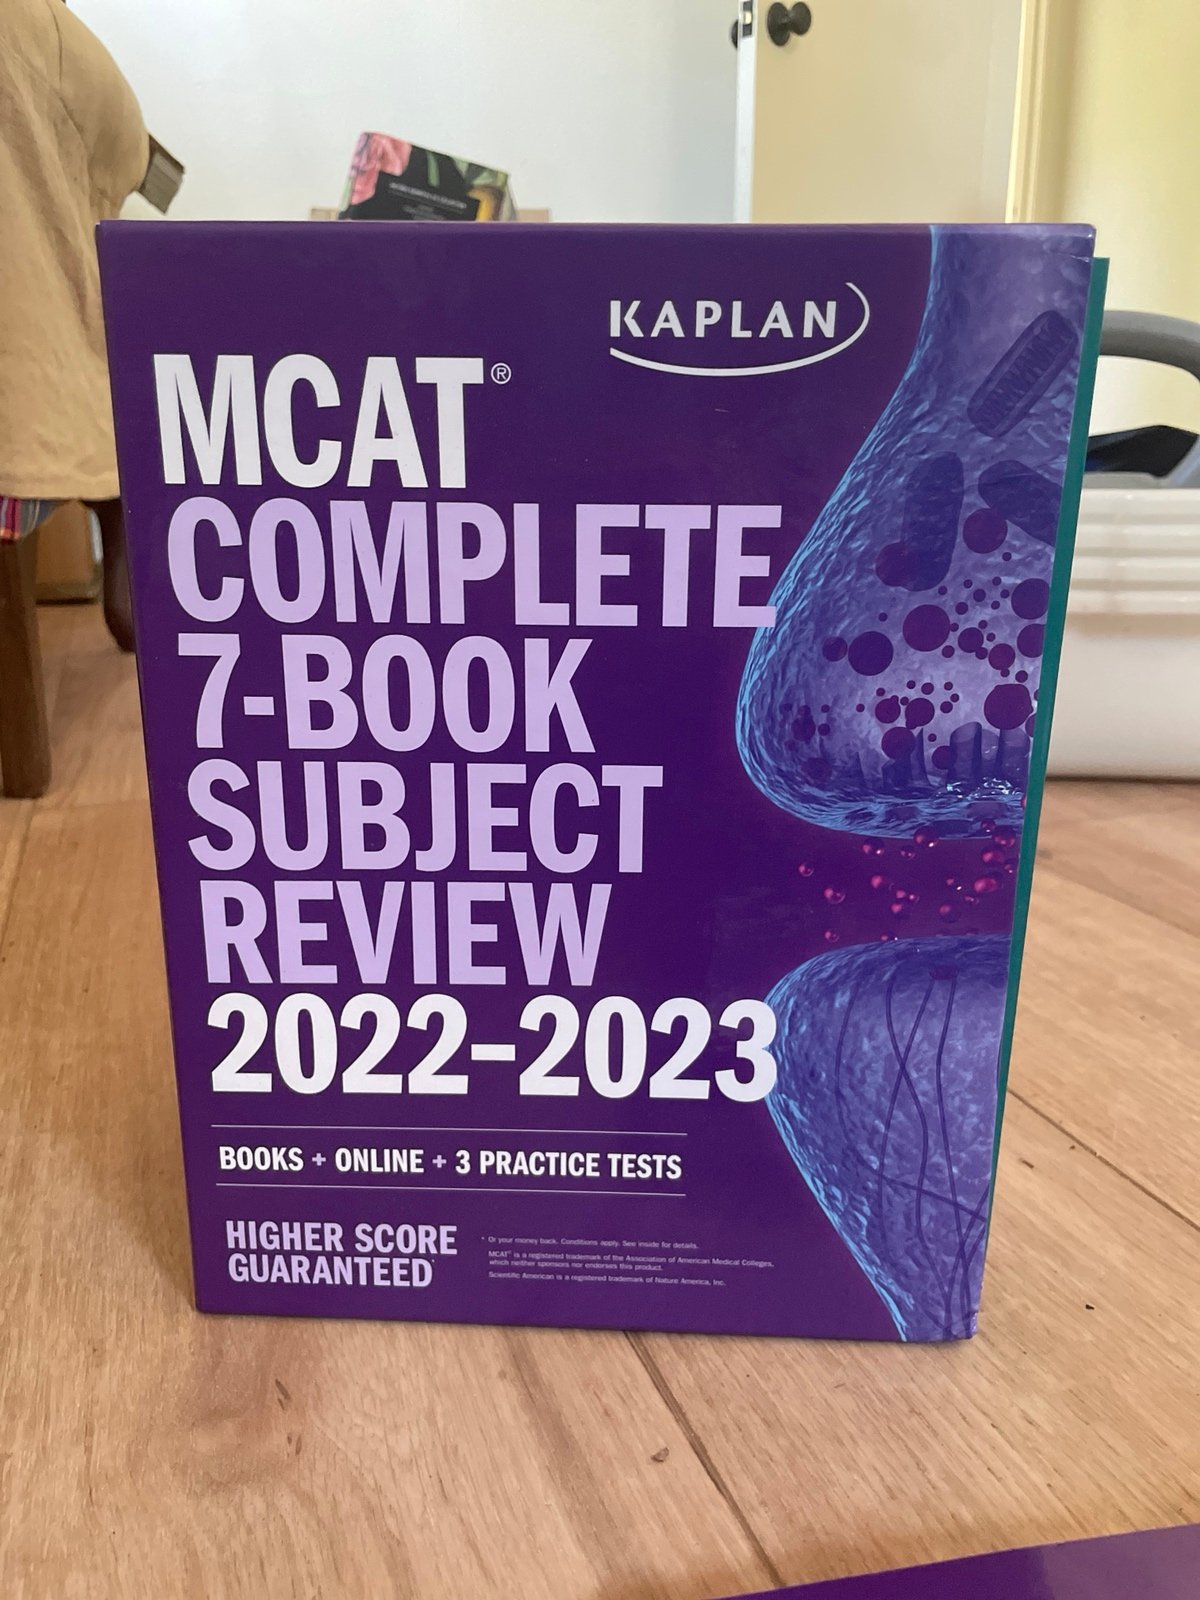 KAPLAN
MCAT®
COMPLETE
7-BOOK
SUBJECT
REVIEW
2022-2023
BOOKS + ONLINE + 3 PRACTICE TESTS
HIGHER SCORE
GUARANTEED*
* Or your money back. Conditions apply. See inside for details.
MCAT® is a registered trademark of the Association of American Medical Colleges,
which neither sponsors nor endorses this product.
Scientific American is a registered trademark of Nature America, Inc.